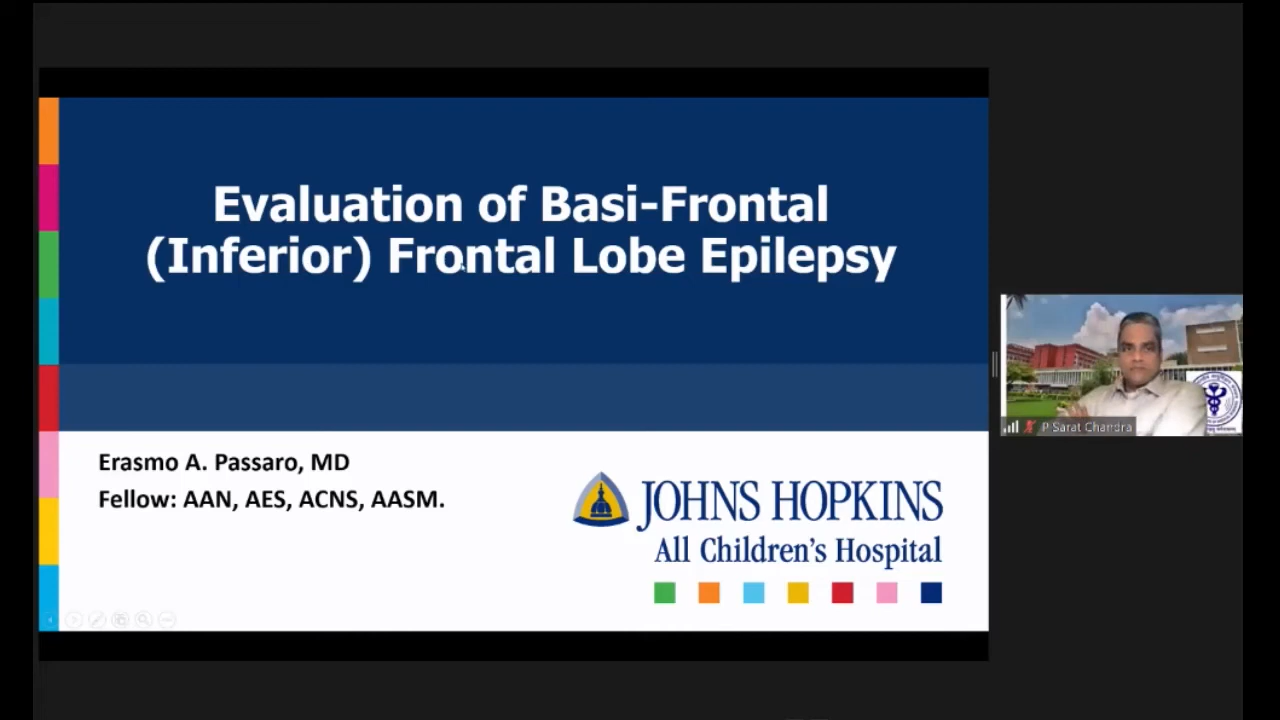 Evaluation of Basi-Frontal
(Inferior) Frontal Lobe Epilepsy
Erasmo A. Passaro, MD
Fellow: AAN, AES, ACNS, AASM.
JOHNS HOPKINS
All Children's Hospital
P Sarat Chandra